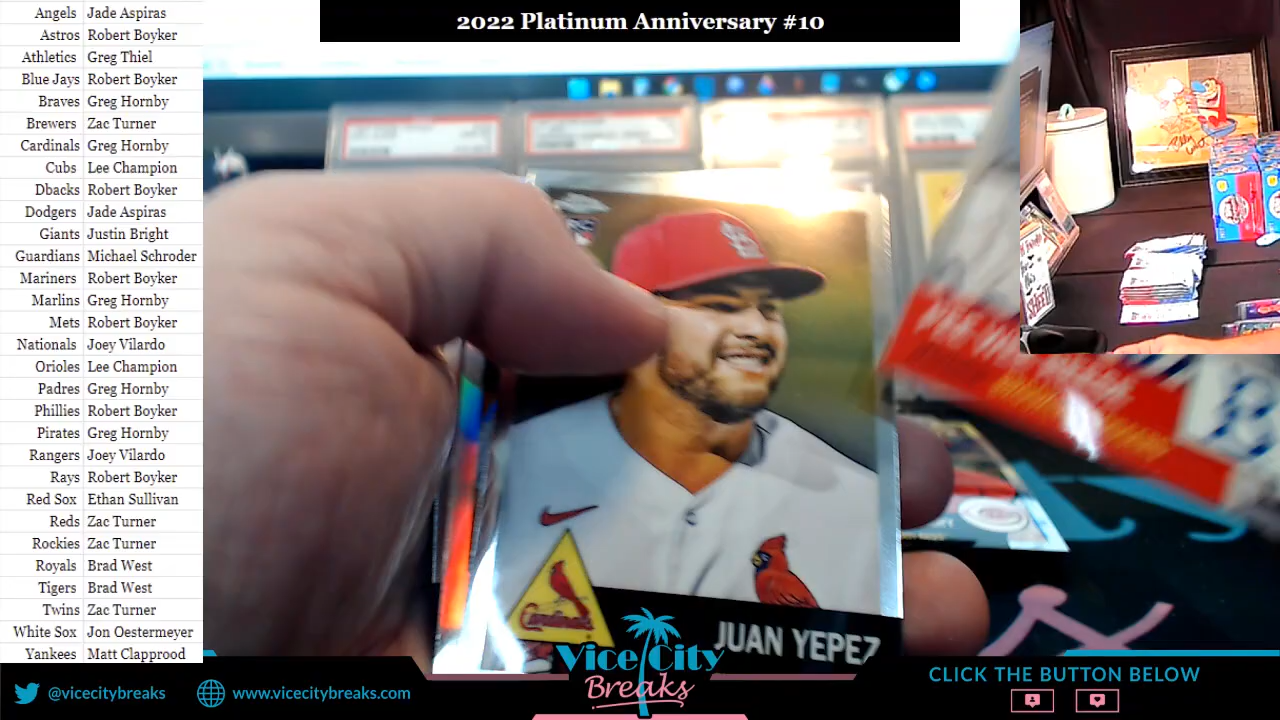 2022 Platinum Anniversary #10
Angels Jade Aspiras
Astros Robert Boyker
Athletics Greg Thiel
Blue Jays Robert Boyker
Braves Greg Hornby
Brewers Zac Turner
Cardinals Greg Hornby
Cubs Lee Champion
Dbacks Robert Boyker
Dodgers Jade Aspiras
Giants Justin Bright
Guardians Michael Schroder
Mariners Robert Boyker
Marlins Greg Hornby
Mets Robert Boyker
Nationals Joey Vilardo
Orioles Lee Champion
Padres Greg Hornby
Phillies Robert Boyker
Pirates Greg Hornby
Rangers Joey Vilardo
Rays Robert Boyker
Red Sox Ethan Sullivan
Reds Zac Turner
Rockies Zac Turner
Royals Brad West
Tigers Brad West
Twins Zac Turner
White Sox Jon Oestermeyer
Yankees Matt Clapprood
Cardinals
JUAN YEPEZ
Vice City
Breaks
@vicecitybreaks
www.vicecitybreaks.com
CLICK THE BUTTON BELOW